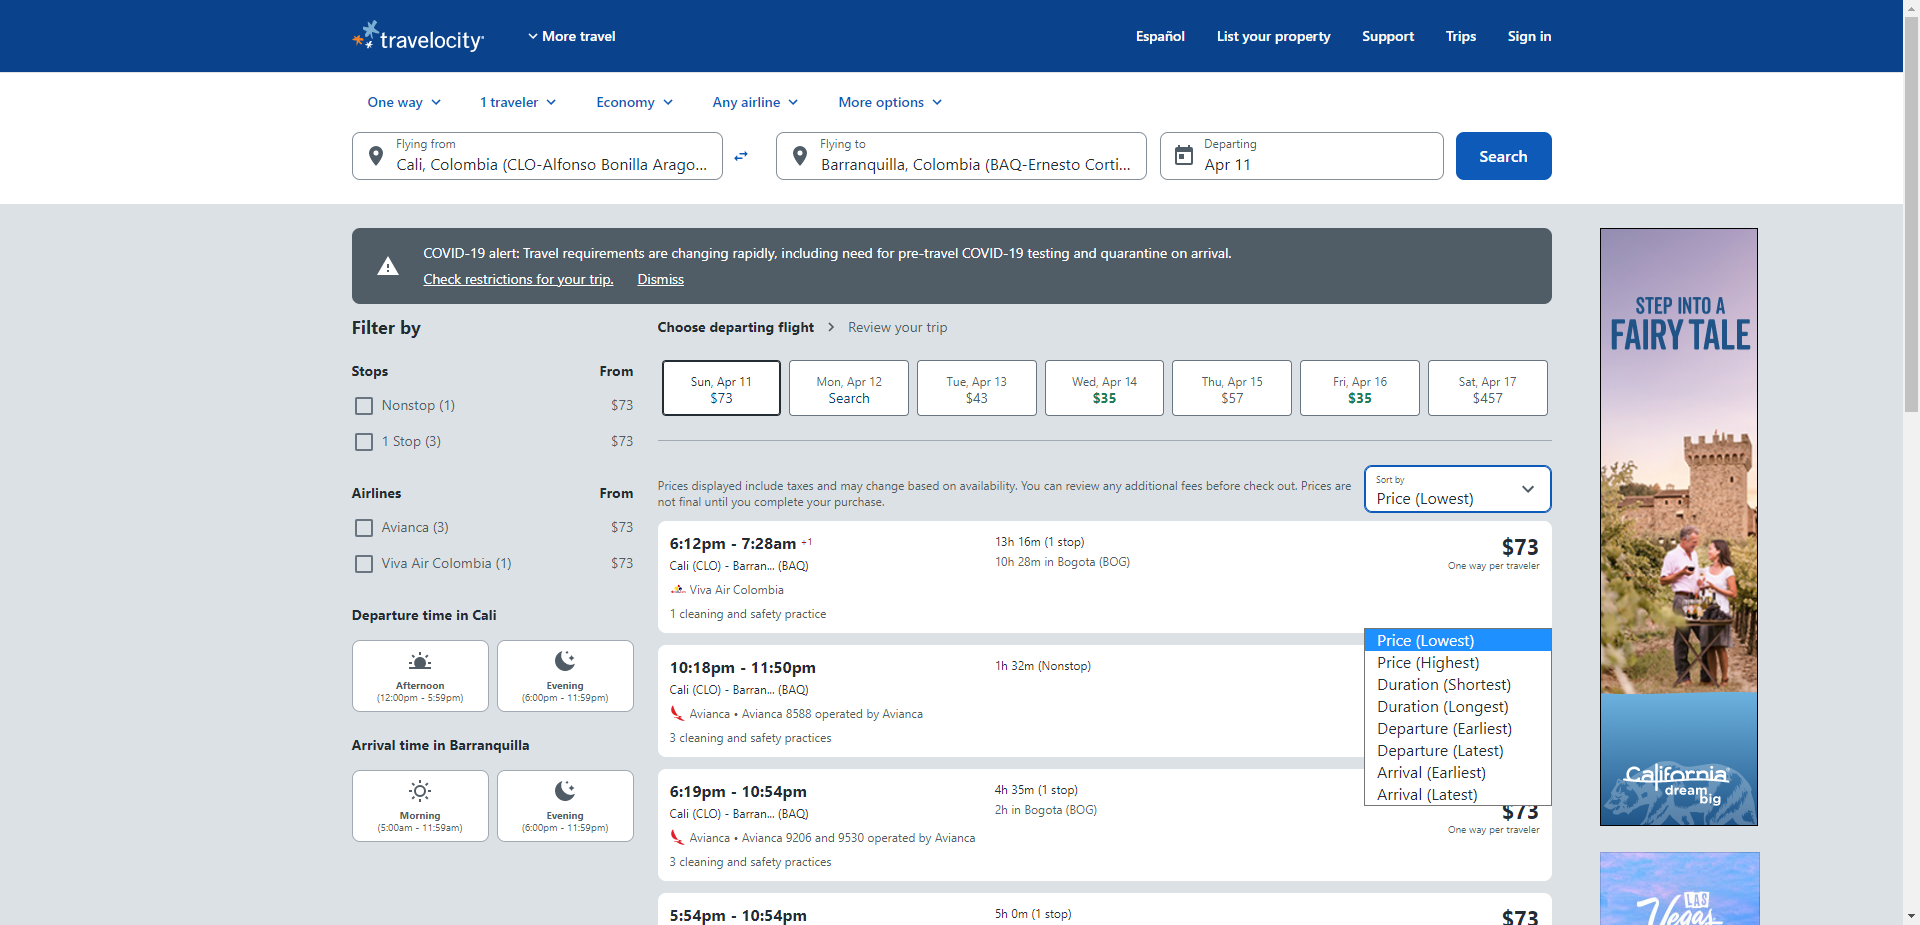 travelocity
More travel
Español
List your property
Support
Trips
Sign in
One way
1 traveler
Economy
Any airline
More options
Flying from
Cali, Colombia (CLO-Alfonso Bonilla Arago...
Flying to
Barranquilla, Colombia (BAQ-Ernesto Corti...
Departing
Apr 11
Search
COVID-19 alert: Travel requirements are changing rapidly, including need for pre-travel COVID-19 testing and quarantine on arrival.
Check restrictions for your trip.
Dismiss
Filter by
Stops From
Nonstop (1) $73
1 Stop (3) $73
Airlines From
Avianca (3) $73
Viva Air Colombia (1) $73
Departure time in Cali
Afternoon
(12:00pm - 5:59pm)
Evening
(6:00pm - 11:59pm)
Arrival time in Barranquilla
Morning
(5:00am - 11:59am)
Evening
(6:00pm - 11:59pm)
Choose departing flight
Review your trip
Sun, Apr 11
$73
Mon, Apr 12
Search
Tue, Apr 13
$43
Wed, Apr 14
$35
Thu, Apr 15
$57
Fri, Apr 16
$35
Sat, Apr 17
$457
Prices displayed include taxes and may change based on availability. You can review any additional fees before check out. Prices are
not final until you complete your purchase.
Sort by
Price (Lowest)
6:12pm - 7:28am +1
Cali (CLO) - Barran... (BAQ)
Viva Air Colombia
1 cleaning and safety practice
13h 16m (1 stop)
10h 28m in Bogota (BOG)
$73
One way per traveler
10:18pm - 11:50pm
Cali (CLO) - Barran... (BAQ)
Avianca • Avianca 8588 operated by Avianca
3 cleaning and safety practices
1h 32m (Nonstop)
Price (Lowest)
Price (Highest)
Duration (Shortest)
Duration (Longest)
Departure (Earliest)
Departure (Latest)
Arrival (Earliest)
Arrival (Latest)
6:19pm - 10:54pm
Cali (CLO) - Barran... (BAQ)
Avianca • Avianca 9206 and 9530 operated by Avianca
3 cleaning and safety practices
4h 35m (1 stop)
2h in Bogota (BOG)
$73
One way per traveler
5:54pm - 10:54pm
5h 0m (1 stop)
$73
STEP INTO A
FAIRY TALE
California
dream
big
LAS
Vegas